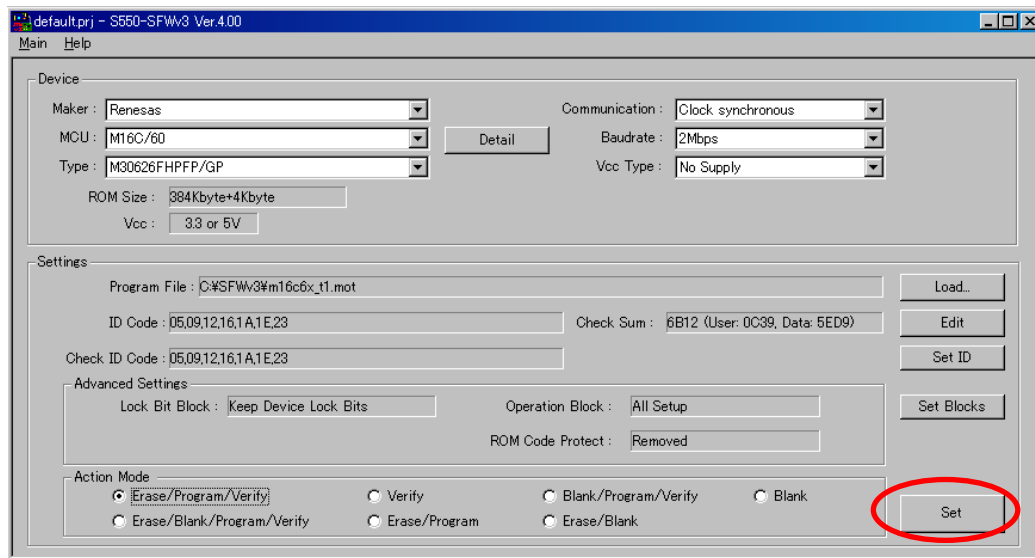 default.prj - S550-SFWv3 Ver.4.00
Main Help
Device
Maker : Renesas
Communication : Clock synchronous
MCU : M16C/60
Detail
Baudrate : 2Mbps
Type : M30626FHPFP/GP
Vcc Type : No Supply
ROM Size : 384Kbyte+4Kbyte
Vcc : 3.3 or 5V
Settings
Program File : C:¥SFWv3¥m16c6x_t1.mot
Load...
ID Code : 05,09,12,16,1A,1E,23
Check Sum : 6B12 (User: 0C39, Data: 5ED9)
Edit
Check ID Code : 05,09,12,16,1A,1E,23
Set ID
Advanced Settings
Lock Bit Block : Keep Device Lock Bits
Operation Block : All Setup
Set Blocks
ROM Code Protect : Removed
Action Mode
Erase/Program/Verify
Verify
Blank/Program/Verify
Blank
Erase/Blank/Program/Verify
Erase/Program
Erase/Blank
Set